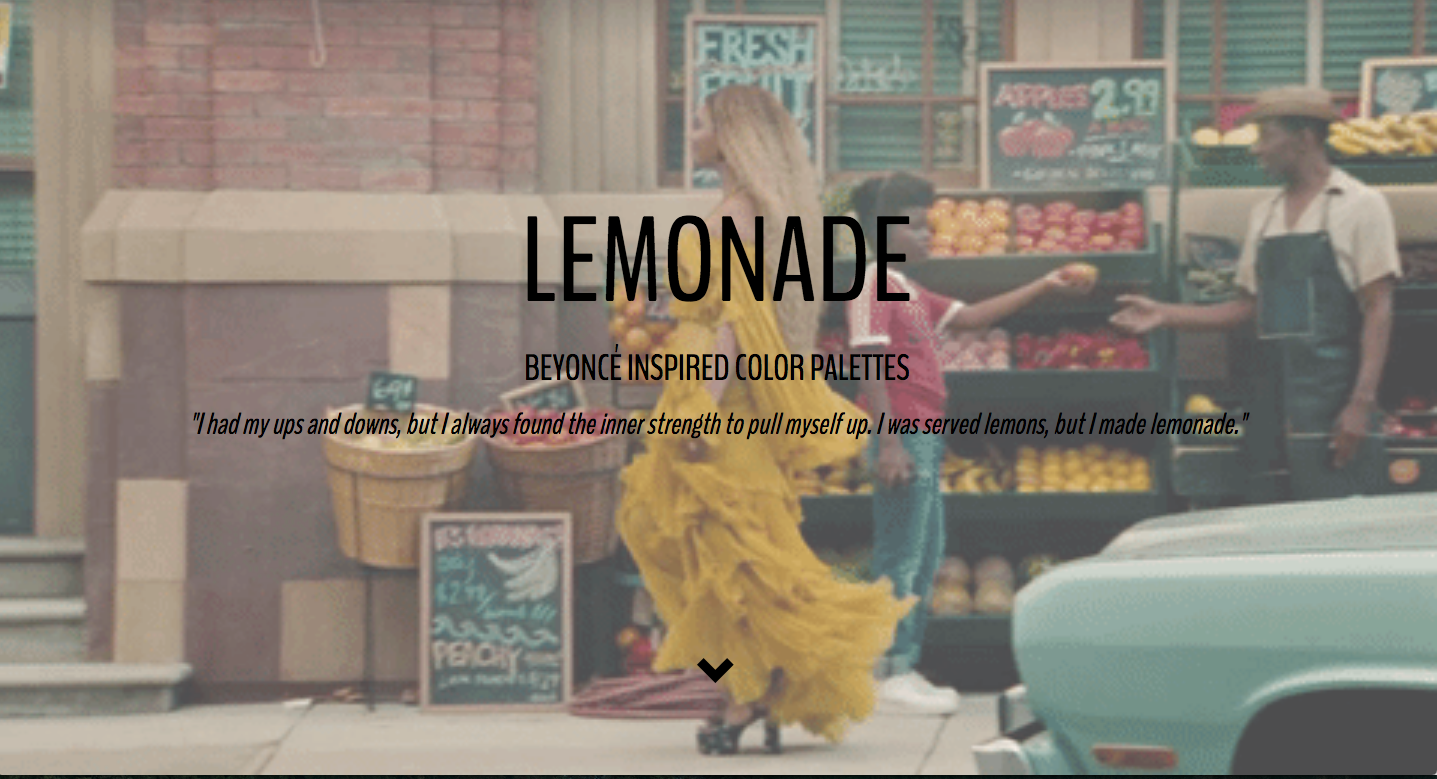 FRESH
FRUIT
APPLES 2.99
LEMONADE
BEYONCÉ INSPIRED COLOR PALETTES
"I had my ups and downs, but I always found the inner strength to pull myself up. I was served lemons, but I made lemonade."
PEACHY